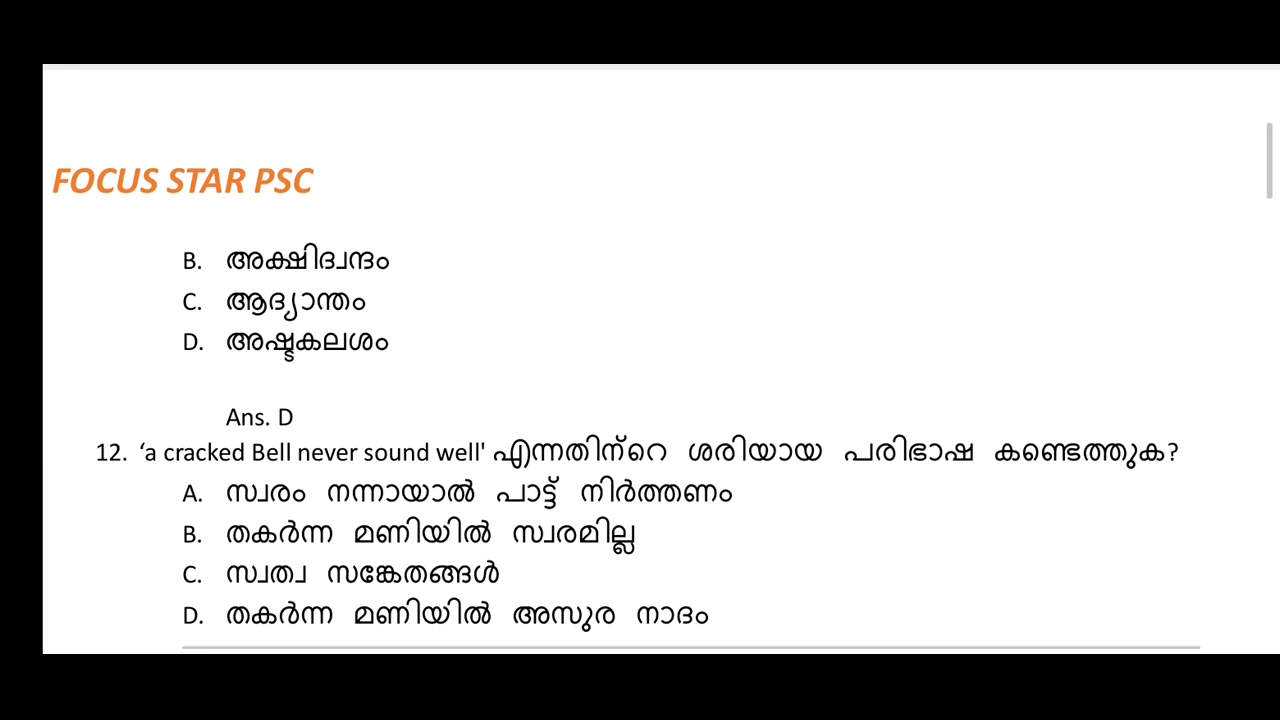 FOCUS STAR PSC
B. അക്ഷിദ്വന്ദം
C. ആദ്യാന്തം
D. അഷ്ടകലശം
Ans. D
12. ‘a cracked Bell never sound well' എന്നതിന്റെ ശരിയായ പരിഭാഷ കണ്ടെത്തുക?
A. സ്വരം നന്നായാൽ പാട്ട് നിർത്തണം
B. തകർന്ന മണിയിൽ സ്വരമില്ല
C. സ്വത്വ സങ്കേതങ്ങൾ
D. തകർന്ന മണിയിൽ അസുര നാദം